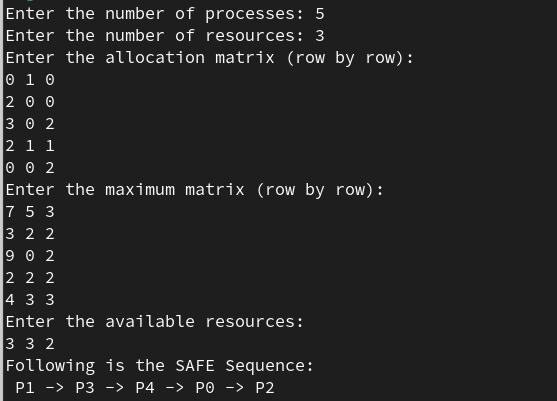 Enter the number of processes: 5
Enter the number of resources: 3
Enter the allocation matrix (row by row):
0 1 0
2 0 0
3 0 2
2 1 1
0 0 2
Enter the maximum matrix (row by row):
7 5 3
3 2 2
9 0 2
2 2 2
4 3 3
Enter the available resources:
3 3 2
Following is the SAFE Sequence:
 P1 -> P3 -> P4 -> P0 -> P2